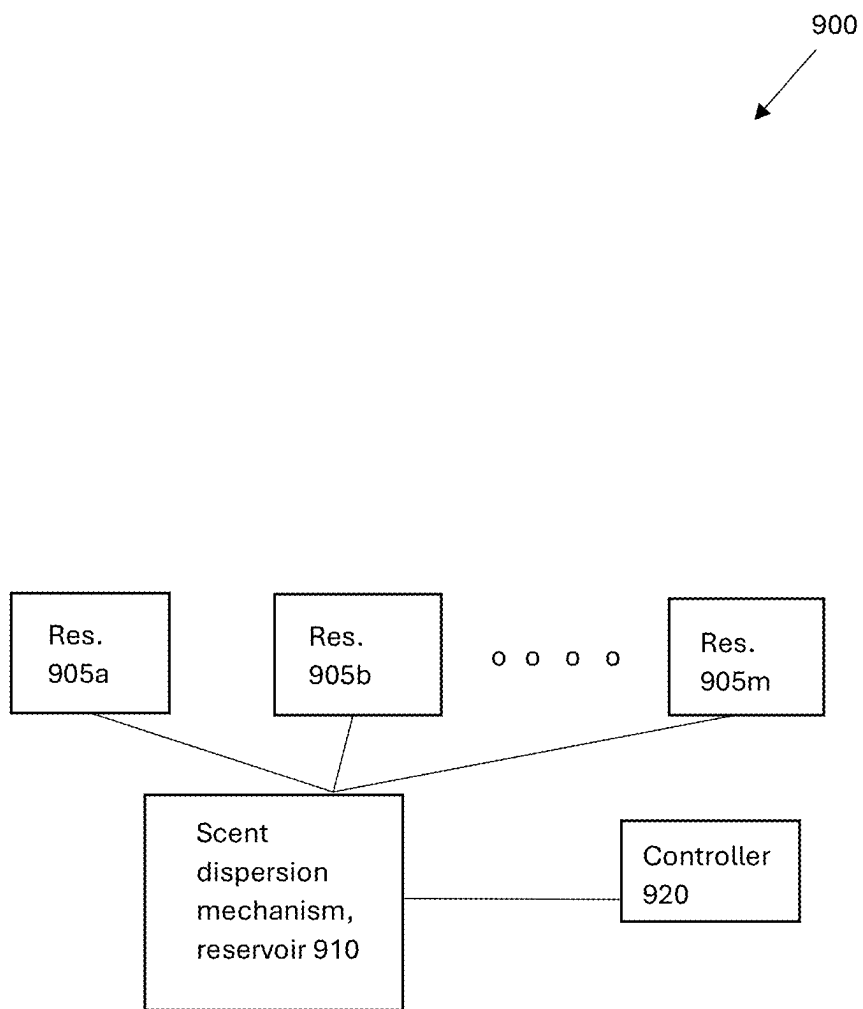 900
Res.
905a
Res.
905b
o o o o
Res.
905m
Scent
dispersion
mechanism,
reservoir 910
Controller
920